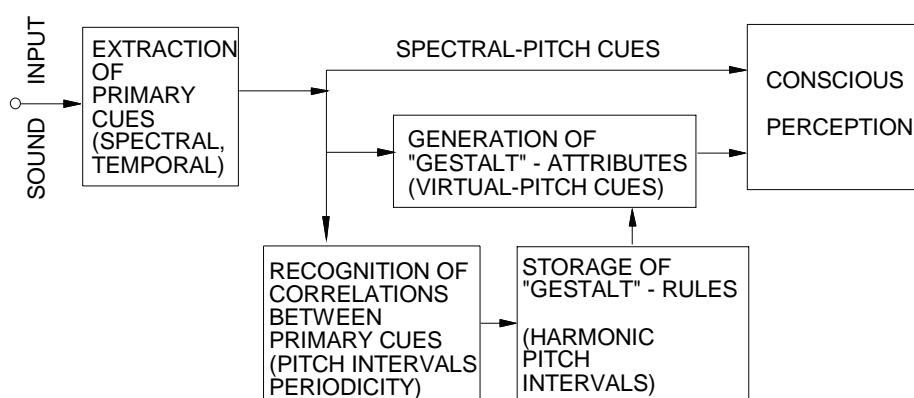 SOUND INPUT
EXTRACTION
OF
PRIMARY
CUES
(SPECTRAL,
TEMPORAL)
SPECTRAL-PITCH CUES
CONSCIOUS
PERCEPTION
GENERATION OF
"GESTALT" - ATTRIBUTES
(VIRTUAL-PITCH CUES)
RECOGNITION OF
CORRELATIONS
BETWEEN
PRIMARY CUES
(PITCH INTERVALS
PERIODICITY)
STORAGE OF
"GESTALT" - RULES
(HARMONIC
PITCH
INTERVALS)